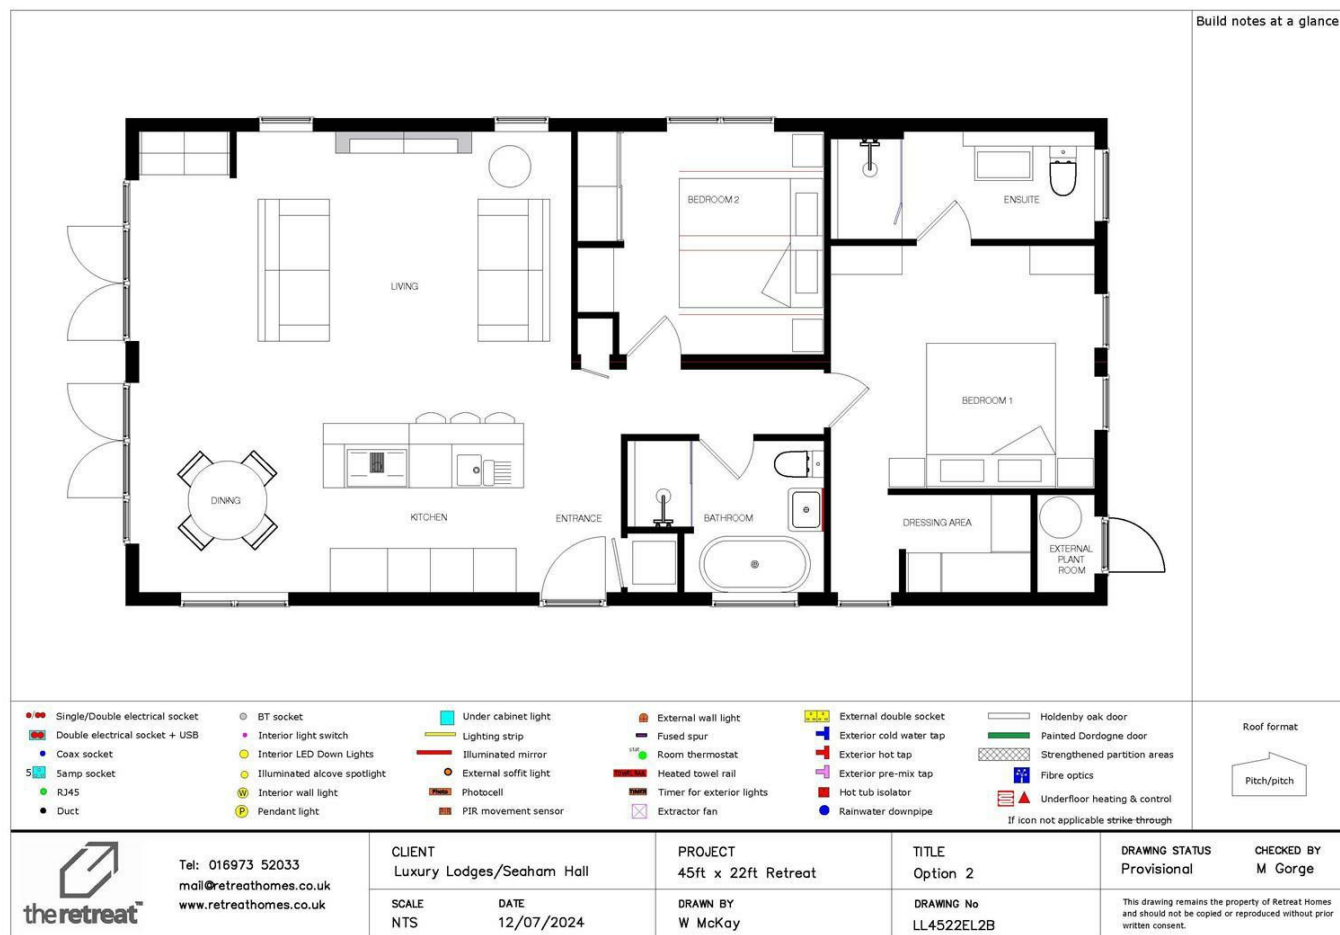 Build notes at a glance
BEDROOM 2
ENSUITE
LIVING
BEDROOM 1
DINING
KITCHEN
ENTRANCE
BATHROOM
DRESSING AREA
EXTERNAL
PLANT
ROOM
Single/Double electrical socket
Double electrical socket + USB
Coax socket
5 5amp socket
RJ45
Duct
BT socket
Interior light switch
Interior LED Down Lights
Illuminated alcove spotlight
W Interior wall light
P Pendant light
Under cabinet light
Lighting strip
Illuminated mirror
External soffit light
Photo Photocell
PIR PIR movement sensor
External wall light
Fused spur
stat Room thermostat
TOWEL RAIL Heated towel rail
TIMER Timer for exterior lights
Extractor fan
External double socket
Exterior cold water tap
Exterior hot tap
Exterior pre-mix tap
Hot tub isolator
Rainwater downpipe
Holdenby oak door
Painted Dordogne door
Strengthened partition areas
Fibre optics
Underfloor heating & control
If icon not applicable strike through
Roof format
Pitch/pitch
theretreat™
Tel: 016973 52033
mail@retreathomes.co.uk
www.retreathomes.co.uk
CLIENT
Luxury Lodges/Seaham Hall
SCALE
NTS
DATE
12/07/2024
PROJECT
45ft x 22ft Retreat
DRAWN BY
W McKay
TITLE
Option 2
DRAWING No
LL4522EL2B
DRAWING STATUS
Provisional
CHECKED BY
M Gorge
This drawing remains the property of Retreat Homes
and should not be copied or reproduced without prior
written consent.